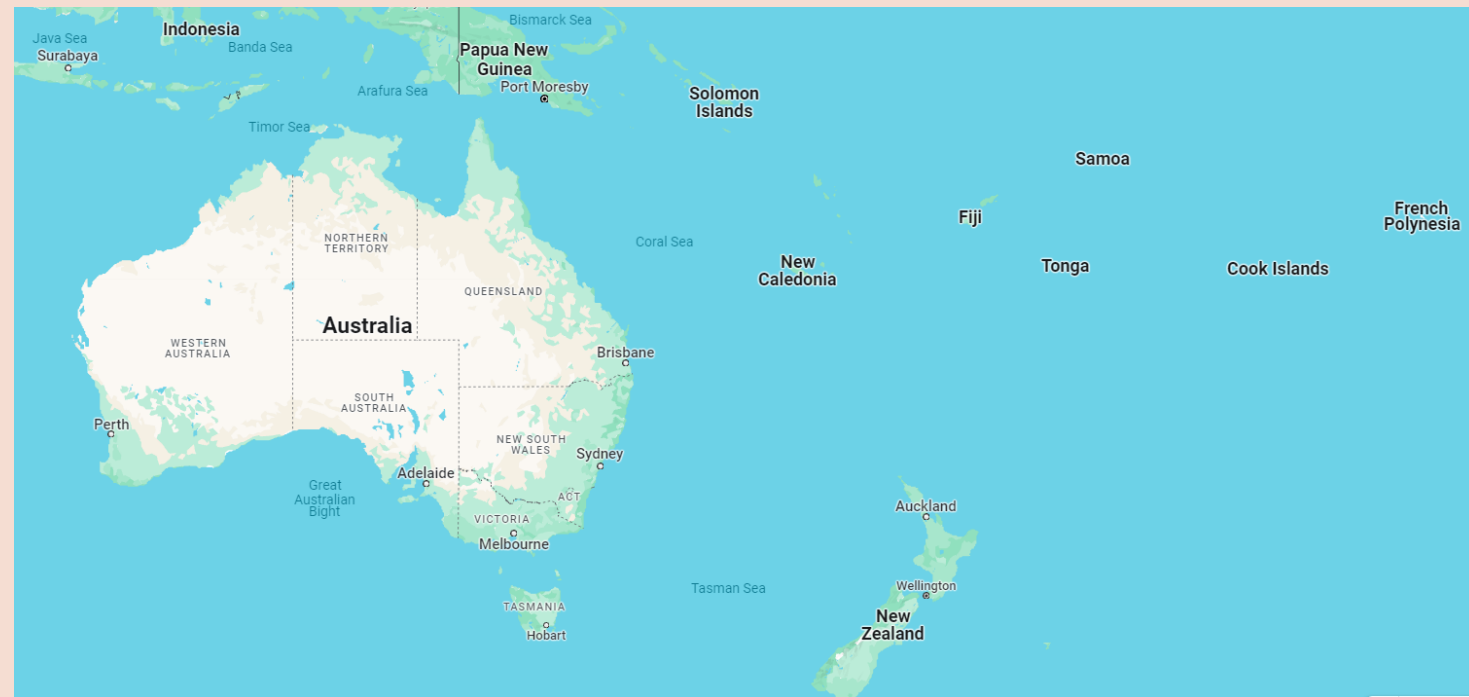 Bismarck Sea
Indonesia
Java Sea
Banda Sea
Surabaya
Papua New
Guinea
Port Moresby
Arafura Sea
Solomon
Islands
Timor Sea
Samoa
French
Polynesia
Fiji
NORTHERN
TERRITORY
Coral Sea
New
Caledonia
Tonga
Cook Islands
QUEENSLAND
Australia
WESTERN
AUSTRALIA
Brisbane
SOUTH
AUSTRALIA
Perth
NEW SOUTH
WALES
Sydney
Adelaide
Great
Australian
Bight
ACT
Auckland
VICTORIA
Melbourne
Tasman Sea
Wellington
TASMANIA
Hobart
New
Zealand